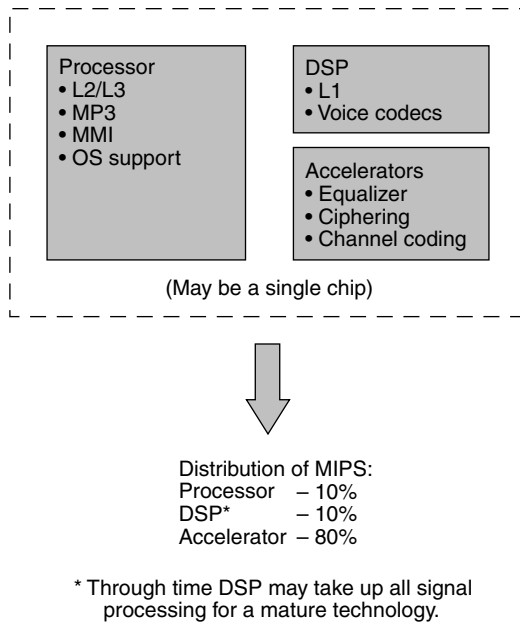 Processor
• L2/L3
• MP3
• MMI
• OS support
DSP
• L1
• Voice codecs
Accelerators
• Equalizer
• Ciphering
• Channel coding
(May be a single chip)
Distribution of MIPS:
Processor – 10%
DSP* – 10%
Accelerator – 80%
* Through time DSP may take up all signal
processing for a mature technology.